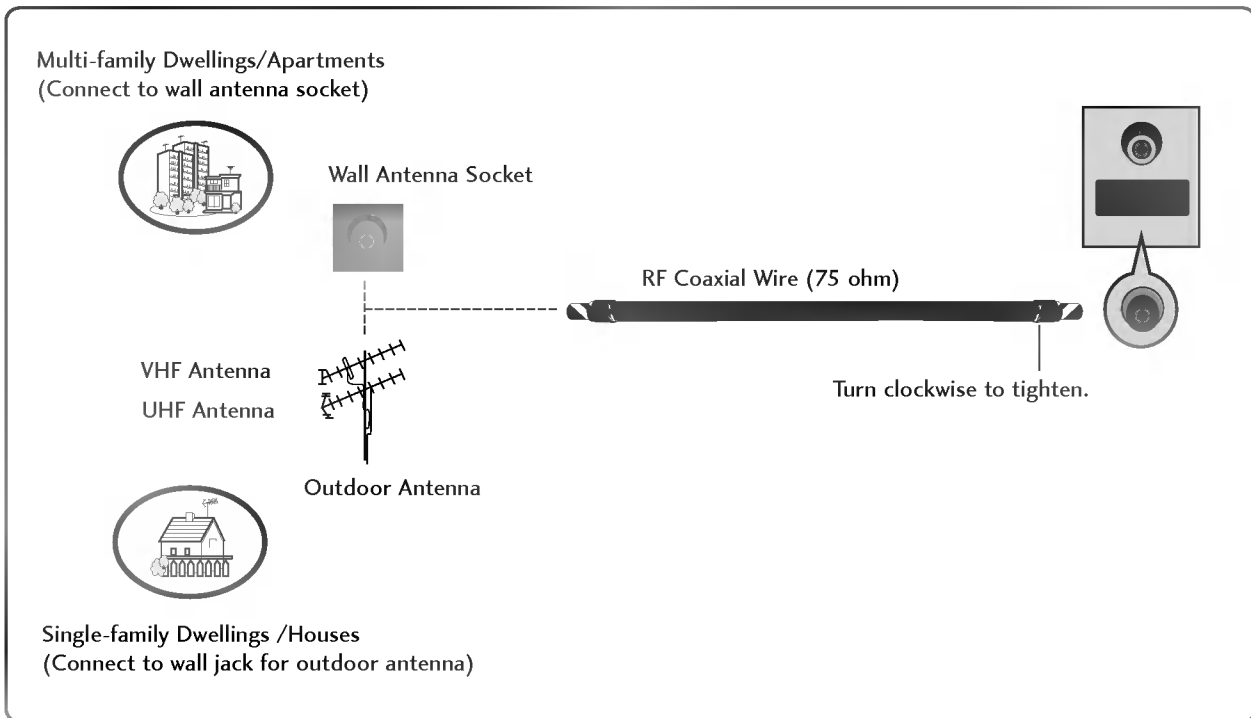 Multi-family Dwellings/Apartments
(Connect to wall antenna socket)
Wall Antenna Socket
RF Coaxial Wire (75 ohm)
VHF Antenna
UHF Antenna
Turn clockwise to tighten.
Outdoor Antenna
Single-family Dwellings /Houses
(Connect to wall jack for outdoor antenna)